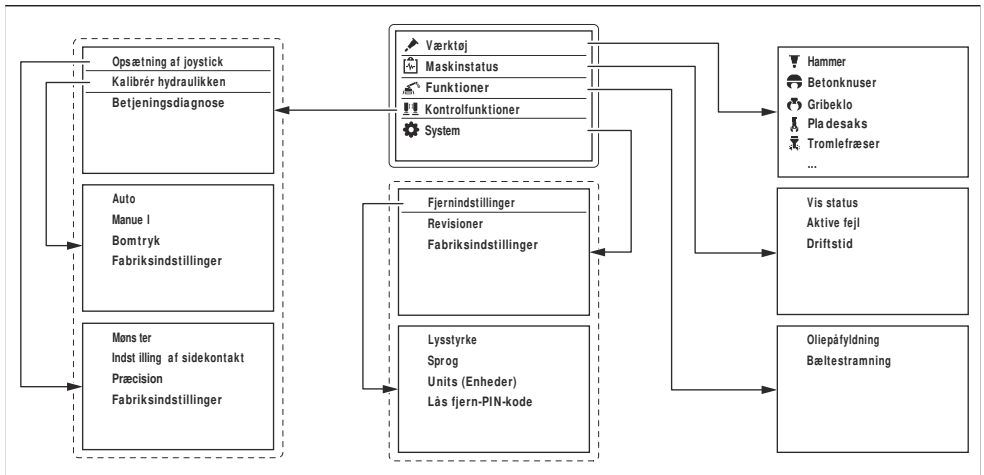 Værktøj
Maskinstatus
Funktioner
Kontrolfunktioner
System
Opsætning af joystick
Kalibrér hydraulikken
Betjeningsdiagnose
Auto
Manuel
Bomtryk
Fabriksindstillinger
Mønster
Indstilling af sidekontakt
Præcision
Fabriksindstillinger
Fjernindstillinger
Revisioner
Fabriksindstillinger
Lysstyrke
Sprog
Units (Enheder)
Lås fjern-PIN-kode
Hammer
Betonknuser
Gribeklo
Pladesaks
Tromlefræser
...
Vis status
Aktive fejl
Driftstid
Oliepåfyldning
Bæltestramning